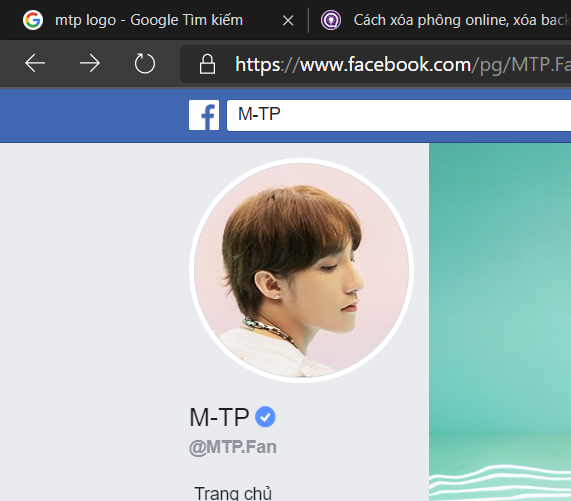 mtp logo - Google Tìm kiếm
Cách xóa phông online, xóa bac
https://www.facebook.com/pg/MTP.Fa
M-TP
M-TP
@MTP.Fan
Trang chủ